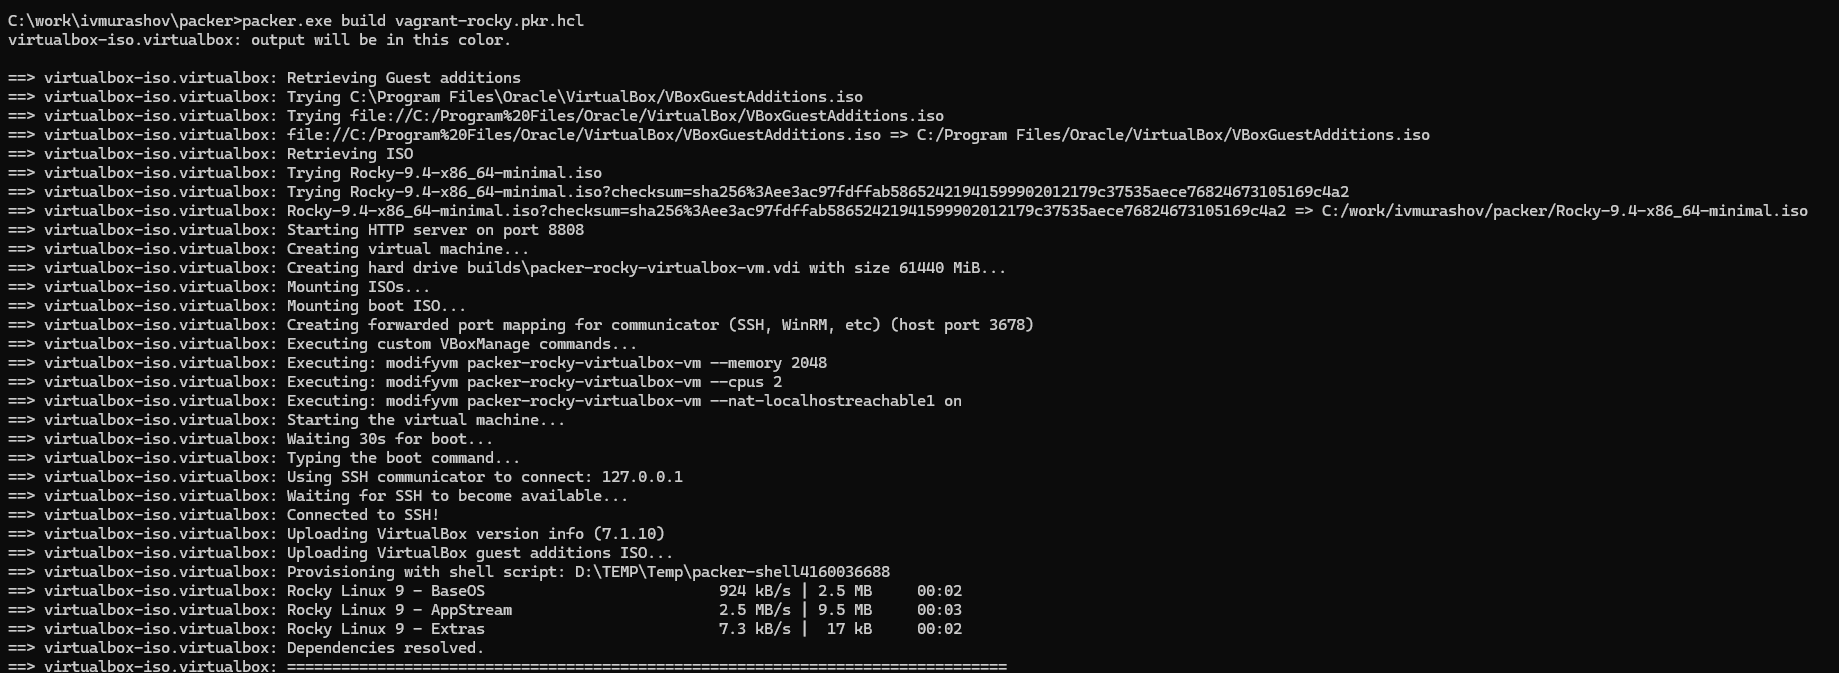 C:\work\ivmurashov\packer>packer.exe build vagrant-rocky.pkr.hcl
virtualbox-iso.virtualbox: output will be in this color.

==> virtualbox-iso.virtualbox: Retrieving Guest additions
==> virtualbox-iso.virtualbox: Trying C:\Program Files\Oracle\VirtualBox/VBoxGuestAdditions.iso
==> virtualbox-iso.virtualbox: Trying file://C:/Program%20Files/Oracle/VirtualBox/VBoxGuestAdditions.iso
==> virtualbox-iso.virtualbox: file://C:/Program%20Files/Oracle/VirtualBox/VBoxGuestAdditions.iso => C:/Program Files/Oracle/VirtualBox/VBoxGuestAdditions.iso
==> virtualbox-iso.virtualbox: Retrieving ISO
==> virtualbox-iso.virtualbox: Trying Rocky-9.4-x86_64-minimal.iso
==> virtualbox-iso.virtualbox: Trying Rocky-9.4-x86_64-minimal.iso?checksum=sha256%3Aee3ac97fdffab58652421941599902012179c37535aece76824673105169c4a2
==> virtualbox-iso.virtualbox: Rocky-9.4-x86_64-minimal.iso?checksum=sha256%3Aee3ac97fdffab58652421941599902012179c37535aece76824673105169c4a2 => C:/work/ivmurashov/packer/Rocky-9.4-x86_64-minimal.iso
==> virtualbox-iso.virtualbox: Starting HTTP server on port 8808
==> virtualbox-iso.virtualbox: Creating virtual machine...
==> virtualbox-iso.virtualbox: Creating hard drive builds\packer-rocky-virtualbox-vm.vdi with size 61440 MiB...
==> virtualbox-iso.virtualbox: Mounting ISOs...
==> virtualbox-iso.virtualbox: Mounting boot ISO...
==> virtualbox-iso.virtualbox: Creating forwarded port mapping for communicator (SSH, WinRM, etc) (host port 3678)
==> virtualbox-iso.virtualbox: Executing custom VBoxManage commands...
==> virtualbox-iso.virtualbox: Executing: modifyvm packer-rocky-virtualbox-vm --memory 2048
==> virtualbox-iso.virtualbox: Executing: modifyvm packer-rocky-virtualbox-vm --cpus 2
==> virtualbox-iso.virtualbox: Executing: modifyvm packer-rocky-virtualbox-vm --nat-localhostreachable1 on
==> virtualbox-iso.virtualbox: Starting the virtual machine...
==> virtualbox-iso.virtualbox: Waiting 30s for boot...
==> virtualbox-iso.virtualbox: Typing the boot command...
==> virtualbox-iso.virtualbox: Using SSH communicator to connect: 127.0.0.1
==> virtualbox-iso.virtualbox: Waiting for SSH to become available...
==> virtualbox-iso.virtualbox: Connected to SSH!
==> virtualbox-iso.virtualbox: Uploading VirtualBox version info (7.1.10)
==> virtualbox-iso.virtualbox: Uploading VirtualBox guest additions ISO...
==> virtualbox-iso.virtualbox: Provisioning with shell script: D:\TEMP\Temp\packer-shell4160036688
==> virtualbox-iso.virtualbox: Rocky Linux 9 - BaseOS                          924 kB/s | 2.5 MB     00:02
==> virtualbox-iso.virtualbox: Rocky Linux 9 - AppStream                       2.5 MB/s | 9.5 MB     00:03
==> virtualbox-iso.virtualbox: Rocky Linux 9 - Extras                          7.3 kB/s |  17 kB     00:02
==> virtualbox-iso.virtualbox: Dependencies resolved.
==> virtualbox-iso.virtualbox: ================================================================================